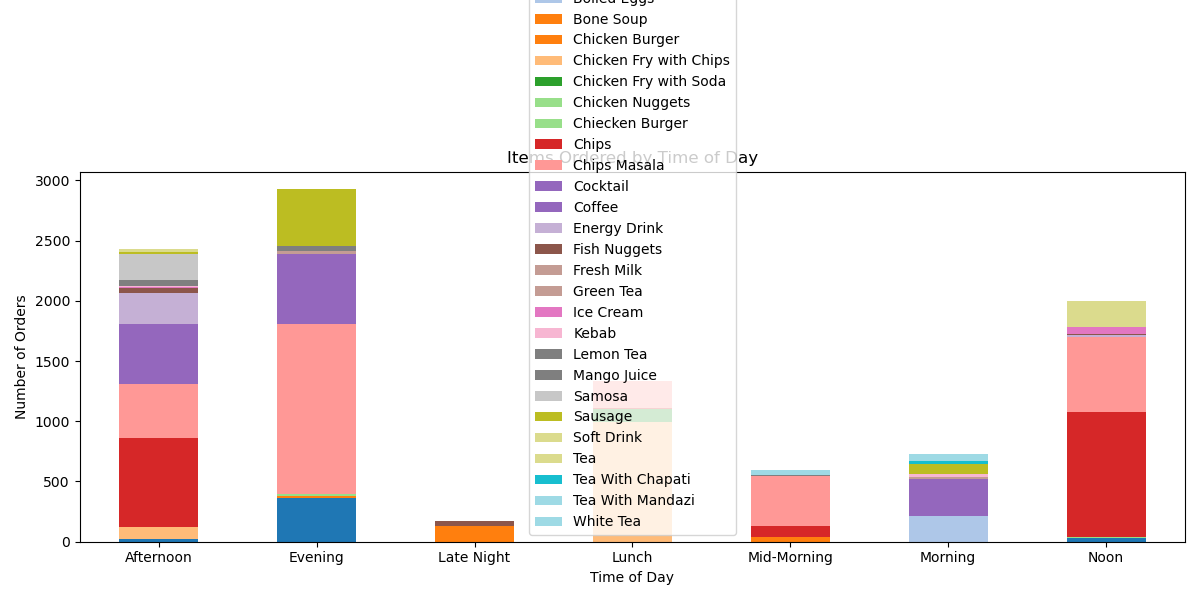 Boiled Eggs
Bone Soup
Chicken Burger
Chicken Fry with Chips
Chicken Fry with Soda
Chicken Nuggets
Chiecken Burger
Chips
Items Ordered by Time of Day
Chips Masala
Cocktail
Coffee
Energy Drink
Fish Nuggets
Fresh Milk
Green Tea
Ice Cream
Kebab
Lemon Tea
Mango Juice
Samosa
Sausage
Soft Drink
Tea
Tea With Chapati
Tea With Mandazi
White Tea
3000
2500
2000
1500
1000
500
0
Number of Orders
Afternoon Evening Late Night Lunch Mid-Morning Morning Noon
Time of Day